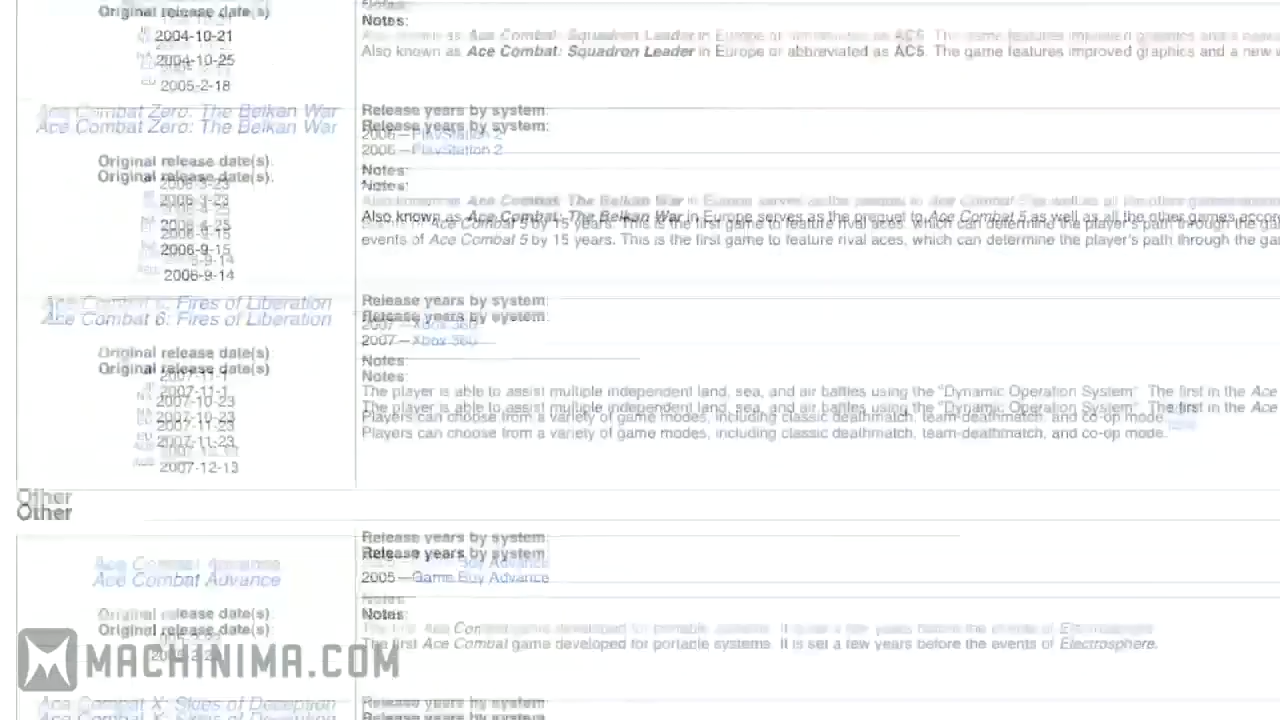 Original release date(s)
2004-10-21
2004-10-25
2005-2-18
Notes:
Also known as Ace Combat: Squadron Leader in Europe or abbreviated as AC5. The game features improved graphics and a new
Ace Combat Zero: The Belkan War
Original release date(s).
2006-3-23
2006-9-15
2006-9-14
Release years by system:
2006—PlayStation 2
Notes:
Also known as Ace Combat: The Belkan War in Europe serves as the prequel to Ace Combat 5 as well as all the other games
events of Ace Combat 5 by 15 years. This is the first game to feature rival aces, which can determine the player's path through the
Ace Combat 6: Fires of Liberation
Original release date(s)
2007-11-1
2007-10-23
2007-11-23
2007-12-13
Release years by system:
2007—Xbox 360
Notes:
The player is able to assist multiple independent land, sea, and air battles using the "Dynamic Operation System" The first in the Ace
Players can choose from a variety of game modes, including classic deathmatch, team-deathmatch, and co-op mode.
Other
Ace Combat Advance
Original release date(s):
Release years by system:
2005—Game Boy Advance
Notes:
The first Ace Combat game developed for portable systems. It is set a few years before the events of Electrosphere.
MACHINIMA.COM
Ace Combat X: Skies of Deception
Release years by system: